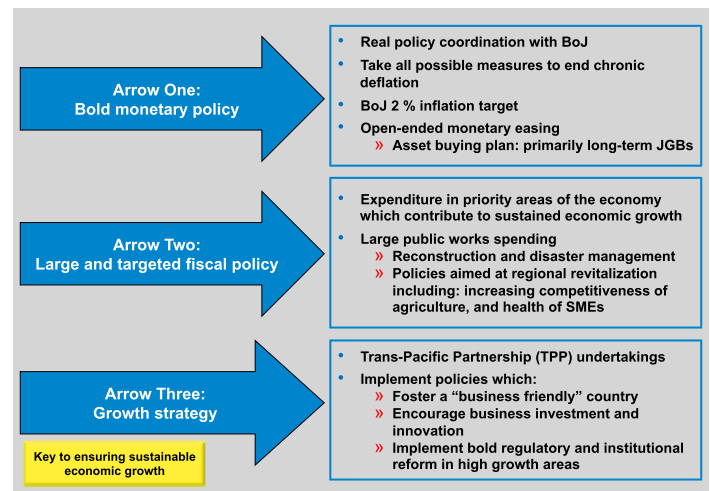 Arrow One:
Bold monetary policy
• Real policy coordination with BoJ
• Take all possible measures to end chronic
deflation
• BoJ 2 % inflation target
• Open-ended monetary easing
» Asset buying plan: primarily long-term JGBs
Arrow Two:
Large and targeted fiscal policy
• Expenditure in priority areas of the economy
which contribute to sustained economic growth
• Large public works spending
» Reconstruction and disaster management
» Policies aimed at regional revitalization
including: increasing competitiveness of
agriculture, and health of SMEs
Arrow Three:
Growth strategy
Key to ensuring sustainable
economic growth
• Trans-Pacific Partnership (TPP) undertakings
• Implement policies which:
» Foster a “business friendly” country
» Encourage business investment and
innovation
» Implement bold regulatory and institutional
reform in high growth areas